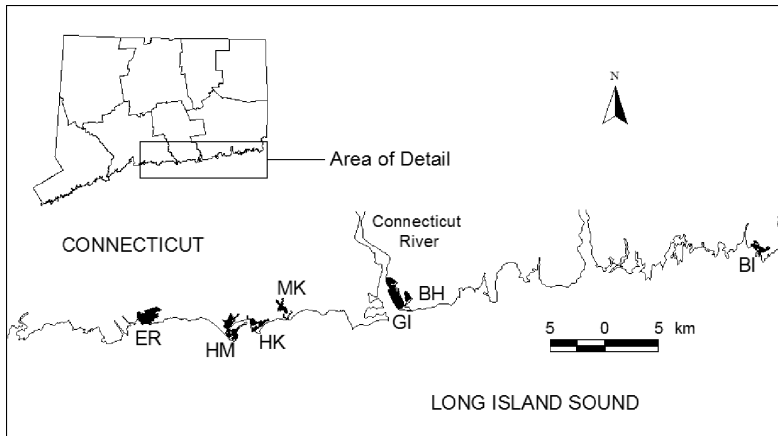 N
Area of Detail
Connecticut
River
CONNECTICUT
BI
MK
BH
GI
ER
HM
HK
5 0 5 km
LONG ISLAND SOUND